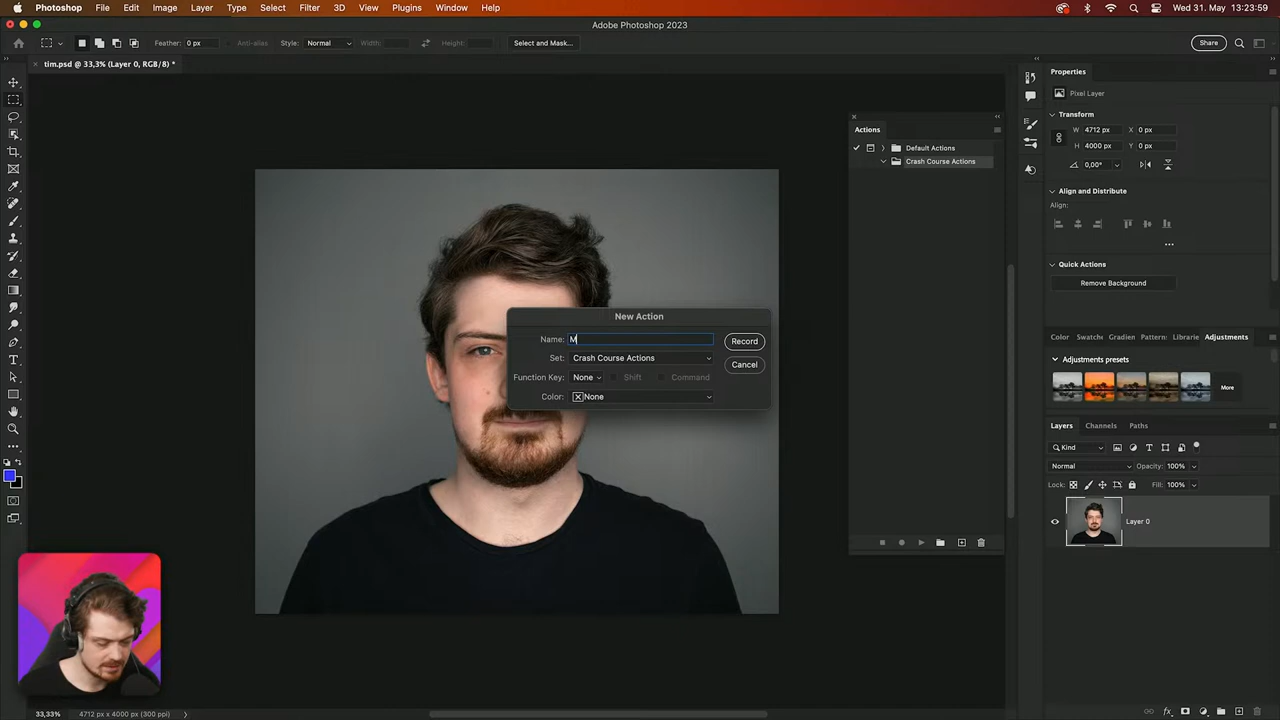 Photoshop File Edit Image Layer Type Select Filter 3D View Plugins Window Help Wed 31. May 13:23:59
Adobe Photoshop 2023
Feather: 0 px Anti-alias Style: Normal Width: Height: Select and Mask... Share
tim.psd @ 33,3% (Layer 0, RGB/8) *
Properties
Pixel Layer
Transform
W 4712 px X 0 px
H 4000 px Y 0 px
0,00°
Align and Distribute
Align:
Quick Actions
Remove Background
Actions
Default Actions
Crash Course Actions
New Action
Name: M
Record
Set: Crash Course Actions
Cancel
Function Key: None Shift Command
Color: None
Color Swatche Gradien Pattern: Libraries Adjustments
Adjustments presets
More
Layers Channels Paths
Kind
Normal Opacity: 100%
Lock: Fill: 100%
Layer 0
33,33% 4712 px x 4000 px (300 ppi)